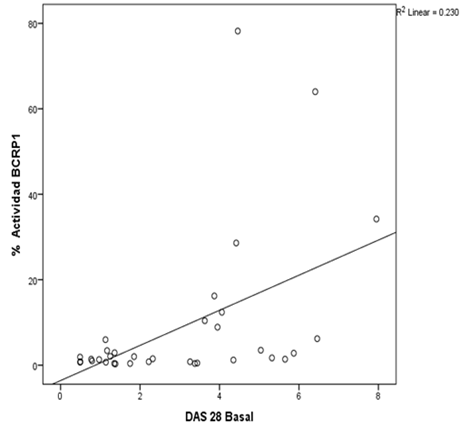 R² Linear = 0.230
80
60
40
20
0
% Actividad BCRP1
0 2 4 6 8
DAS 28 Basal